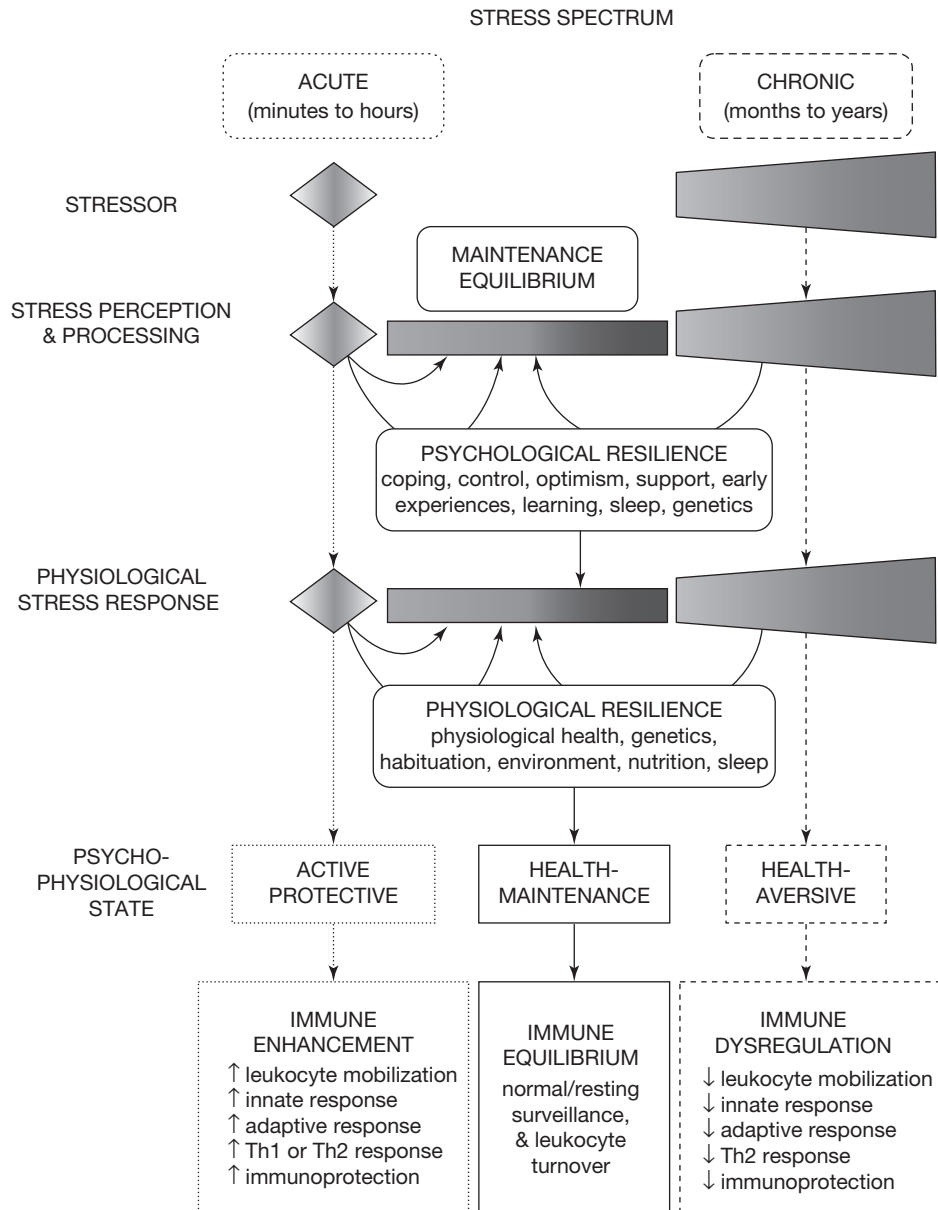 STRESS SPECTRUM
ACUTE
(minutes to hours)
CHRONIC
(months to years)
STRESSOR
MAINTENANCE
EQUILIBRIUM
STRESS PERCEPTION
& PROCESSING
PSYCHOLOGICAL RESILIENCE
coping, control, optimism, support, early
experiences, learning, sleep, genetics
PHYSIOLOGICAL
STRESS RESPONSE
PHYSIOLOGICAL RESILIENCE
physiological health, genetics,
habituation, environment, nutrition, sleep
PSYCHO-
PHYSIOLOGICAL
STATE
ACTIVE
PROTECTIVE
HEALTH-
MAINTENANCE
HEALTH-
AVERSIVE
IMMUNE
ENHANCEMENT
↑ leukocyte mobilization
↑ innate response
↑ adaptive response
↑ Th1 or Th2 response
↑ immunoprotection
IMMUNE
EQUILIBRIUM
normal/resting
surveillance,
& leukocyte
turnover
IMMUNE
DYSREGULATION
↓ leukocyte mobilization
↓ innate response
↓ adaptive response
↓ Th2 response
↓ immunoprotection